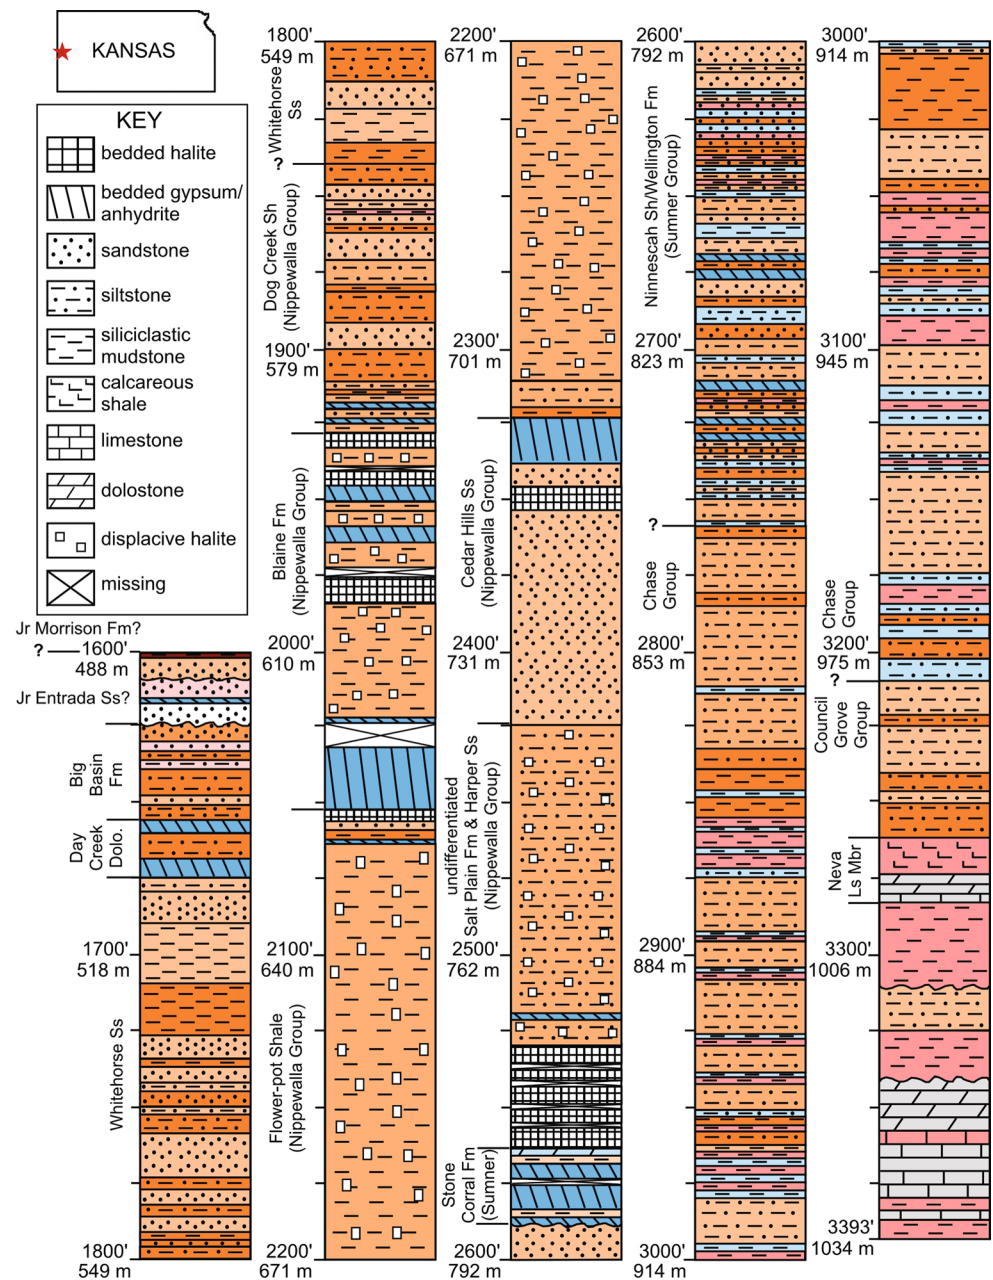 KANSAS
KEY
bedded halite
bedded gypsum/
anhydrite
sandstone
siltstone
siliciclastic
mudstone
calcareous
shale
limestone
dolostone
displacive halite
missing
Jr Morrison Fm?
?
1600'
488 m
Jr Entrada Ss?
Big
Basin
Fm
Day
Creek
Dolo.
1700'
518 m
Whitehorse Ss
1800'
549 m
1800'
549 m
Whitehorse
Ss
?
Dog Creek Sh
(Nippewalla Group)
1900'
579 m
Blaine Fm
(Nippewalla Group)
2000'
610 m
2100'
640 m
Flower-pot Shale
(Nippewalla Group)
2200'
671 m
2200'
671 m
2300'
701 m
Cedar Hills Ss
(Nippewalla Group)
2400'
731 m
undifferentiated
Salt Plain Fm & Harper Ss
(Nippewalla Group)
2500'
762 m
Stone
Corral Fm
(Sumner)
2600'
792 m
2600'
792 m
Ninnescah Sh/Wellington Fm
(Sumner Group)
2700'
823 m
?
Chase
Group
2800'
853 m
2900'
884 m
3000'
914 m
3000'
914 m
3100'
945 m
Chase
Group
3200'
975 m
?
Council
Grove
Group
Neva
Ls Mbr
3300'
1006 m
3393'
1034 m